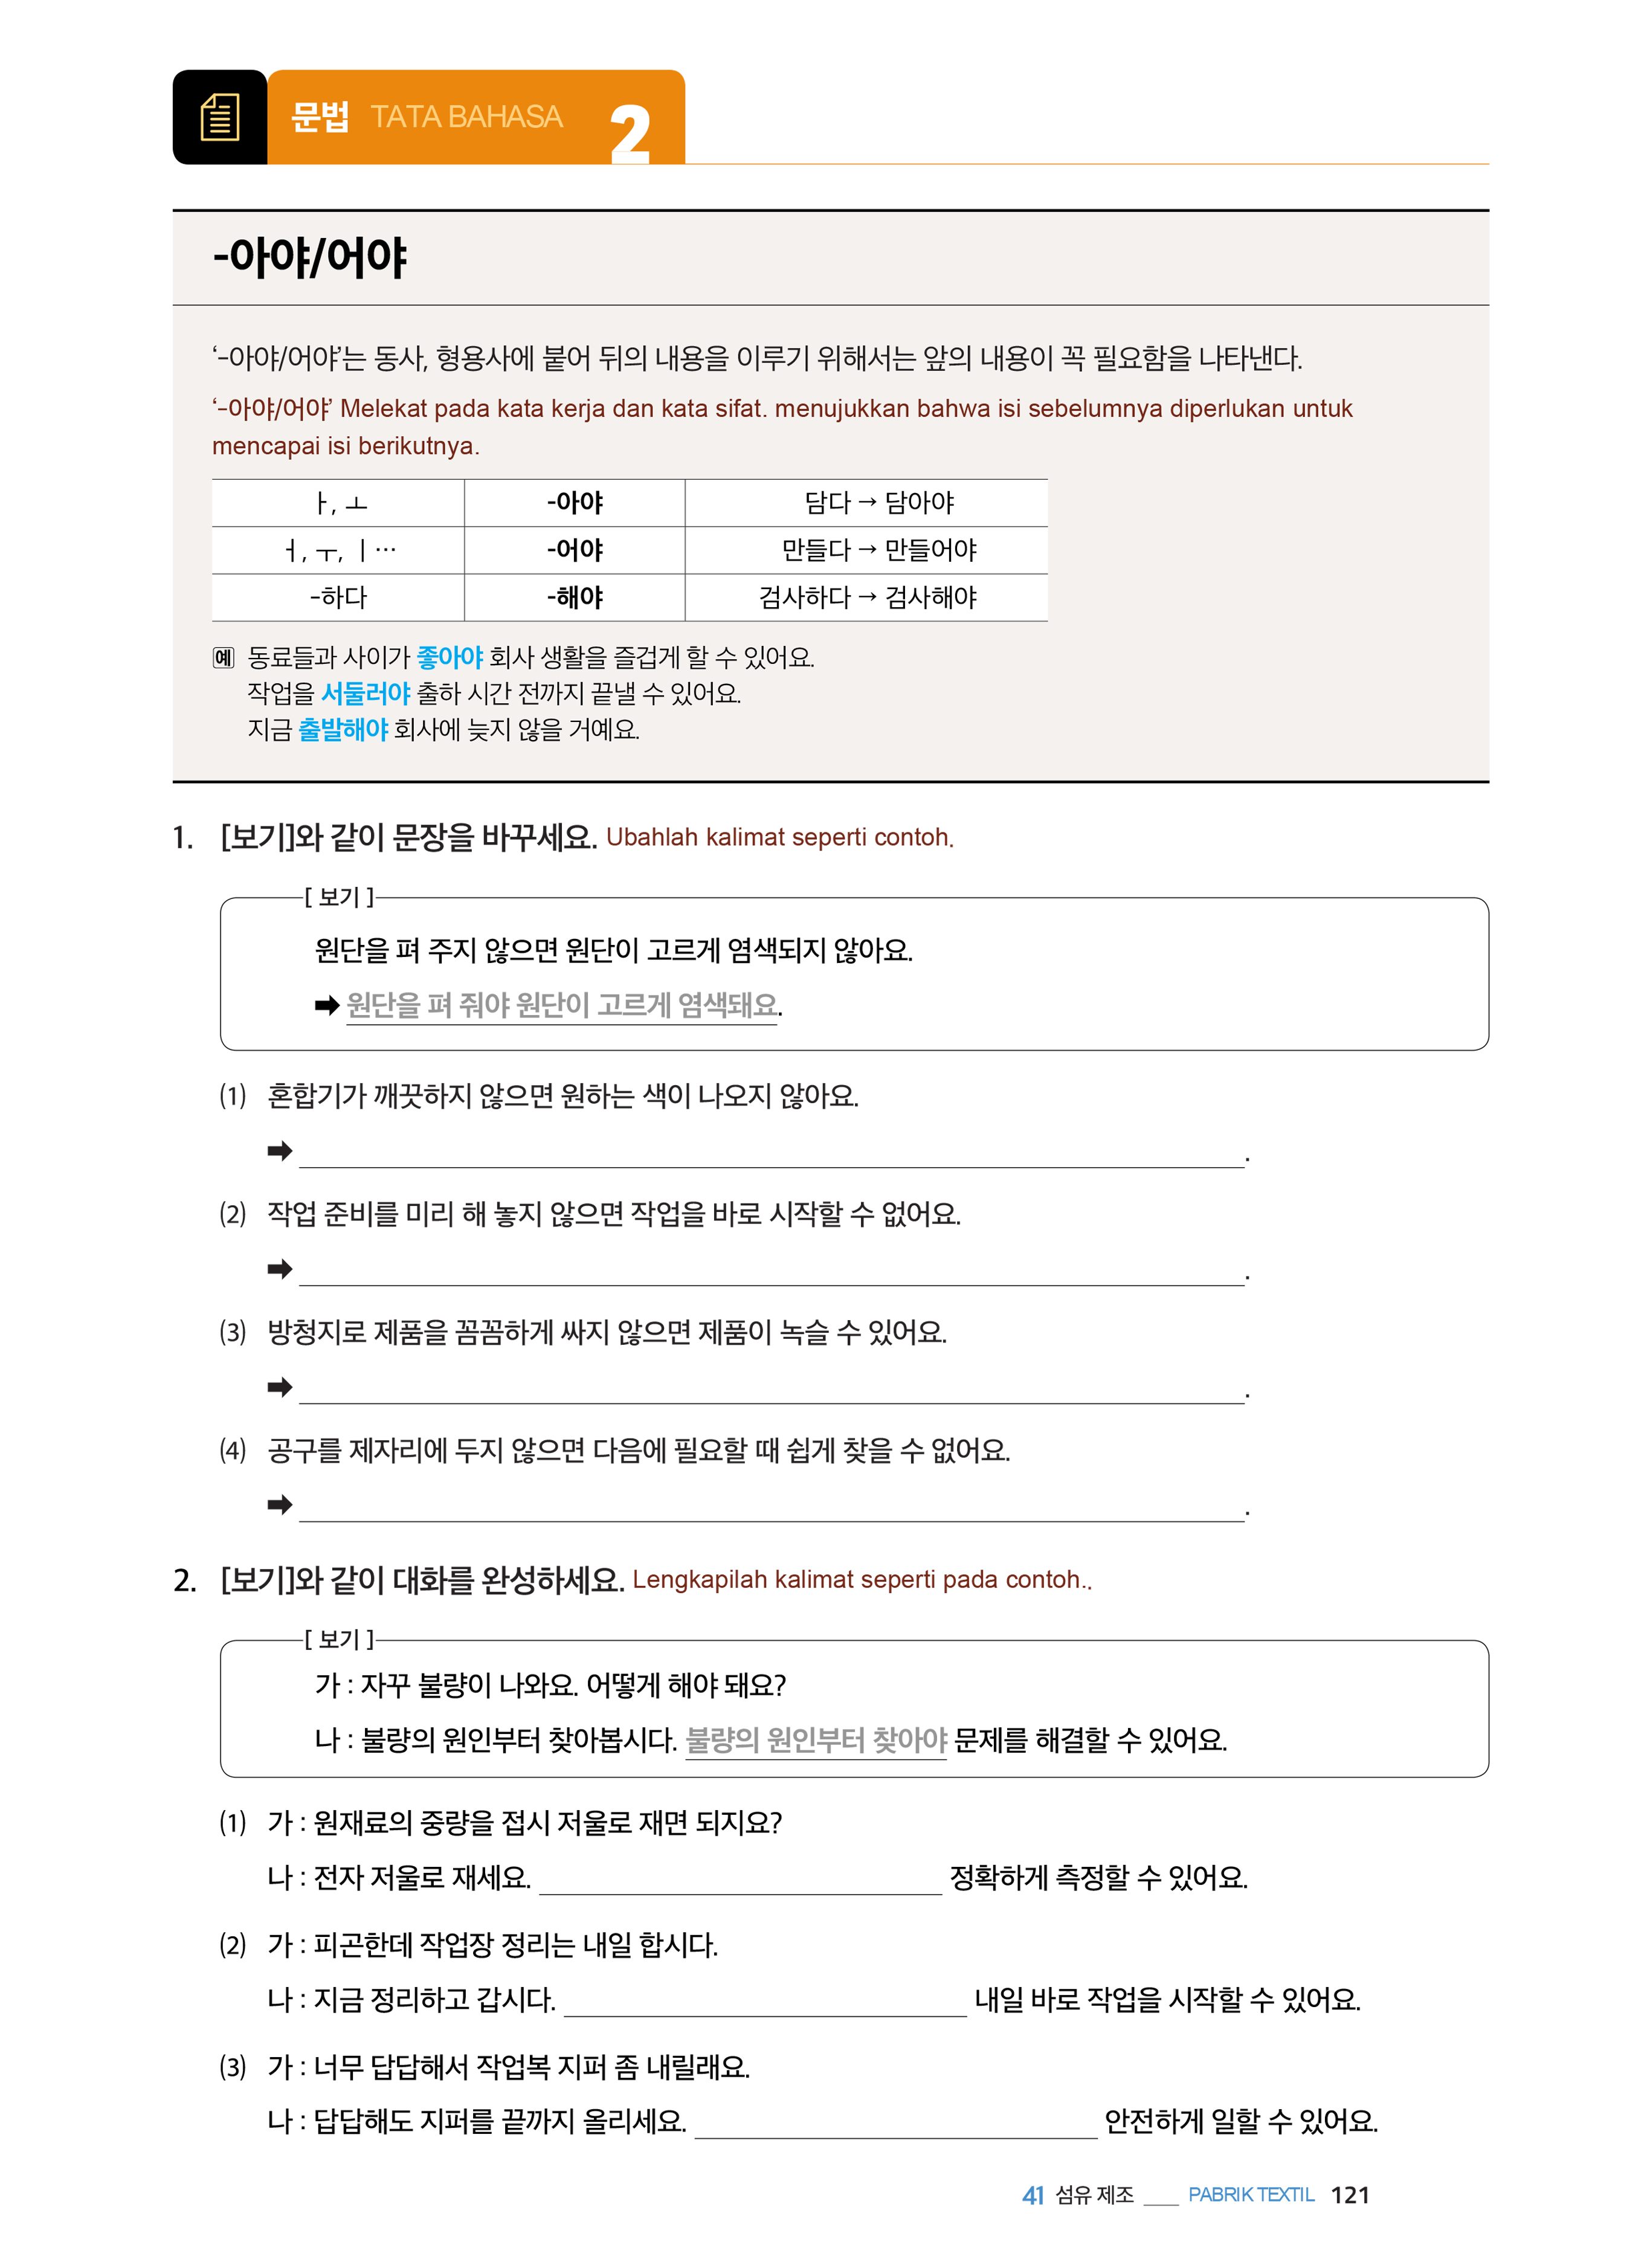 문법 TATA BAHASA 2
-아야/어야
‘-아야/어야’는 동사, 형용사에 붙어 뒤의 내용을 이루기 위해서는 앞의 내용이 꼭 필요함을 나타낸다.
‘-아야/어야’ Melekat pada kata kerja dan kata sifat. menujukkan bahwa isi sebelumnya diperlukan untuk
mencapai isi berikutnya.
ㅏ, ㅗ -아야 담다 → 담아야
ㅓ, ㅜ, ㅣ… -어야 만들다 → 만들어야
-하다 -해야 검사하다 → 검사해야
예 동료들과 사이가 좋아야 회사 생활을 즐겁게 할 수 있어요.
작업을 서둘러야 출하 시간 전까지 끝낼 수 있어요.
지금 출발해야 회사에 늦지 않을 거예요.
1. [보기]와 같이 문장을 바꾸세요. Ubahlah kalimat seperti contoh.
[ 보기 ]
원단을 펴 주지 않으면 원단이 고르게 염색되지 않아요.
➡ 원단을 펴 줘야 원단이 고르게 염색돼요.
(1) 혼합기가 깨끗하지 않으면 원하는 색이 나오지 않아요.
➡ .
(2) 작업 준비를 미리 해 놓지 않으면 작업을 바로 시작할 수 없어요.
➡ .
(3) 방청지로 제품을 꼼꼼하게 싸지 않으면 제품이 녹슬 수 있어요.
➡ .
(4) 공구를 제자리에 두지 않으면 다음에 필요할 때 쉽게 찾을 수 없어요.
➡ .
2. [보기]와 같이 대화를 완성하세요. Lengkapilah kalimat seperti pada contoh..
[ 보기 ]
가 : 자꾸 불량이 나와요. 어떻게 해야 돼요?
나 : 불량의 원인부터 찾아봅시다. 불량의 원인부터 찾아야 문제를 해결할 수 있어요.
(1) 가 : 원재료의 중량을 접시 저울로 재면 되지요?
나 : 전자 저울로 재세요. ____ 정확하게 측정할 수 있어요.
(2) 가 : 피곤한데 작업장 정리는 내일 합시다.
나 : 지금 정리하고 갑시다. ____ 내일 바로 작업을 시작할 수 있어요.
(3) 가 : 너무 답답해서 작업복 지퍼 좀 내릴래요.
나 : 답답해도 지퍼를 끝까지 올리세요. ____ 안전하게 일할 수 있어요.
41 섬유 제조 ___ PABRIK TEXTIL 121